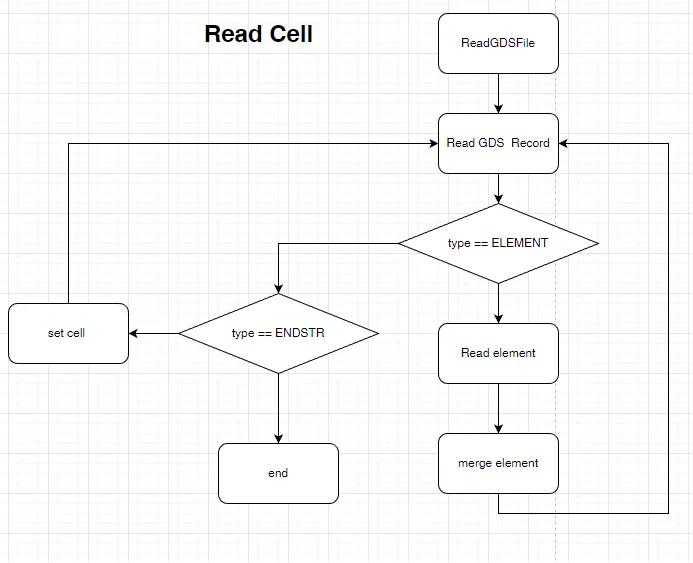 Read Cell
ReadGDSFile
Read GDS  Record
type == ELEMENT
type == ENDSTR
set cell
Read element
end
merge element